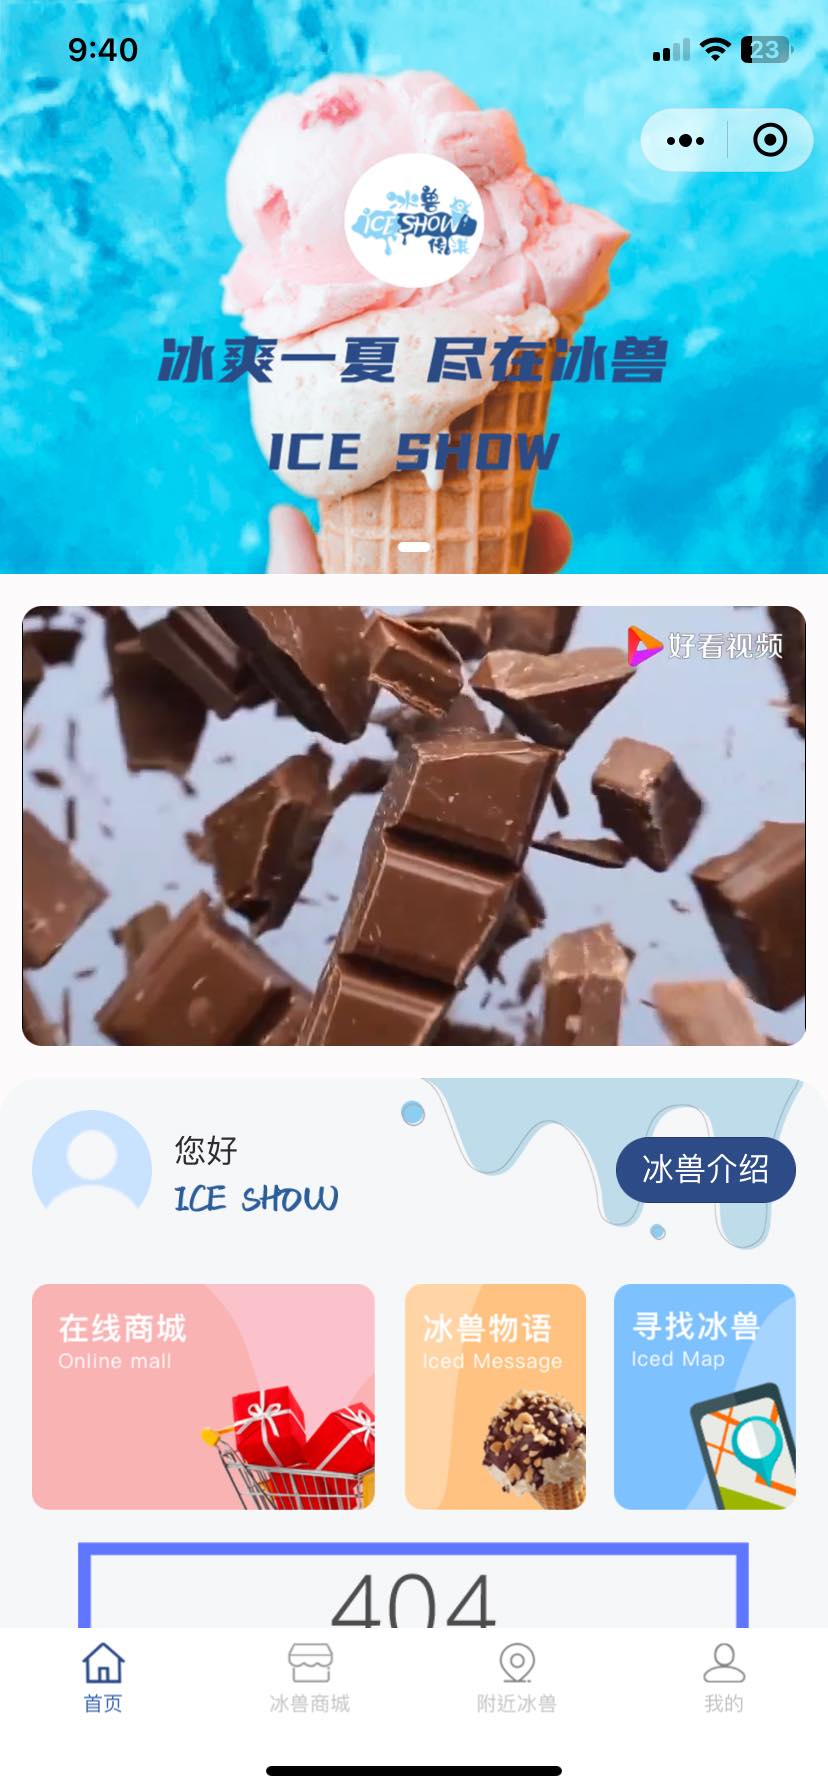 9:40
23
冰兽
ICE SHOW
传淇
冰爽一夏 尽在冰兽
ICE SHOW
好看视频
您好
ICE SHOW
冰兽介绍
在线商城
Online mall
冰兽物语
Iced Message
寻找冰兽
Iced Map
404
首页
冰兽商城
附近冰兽
我的